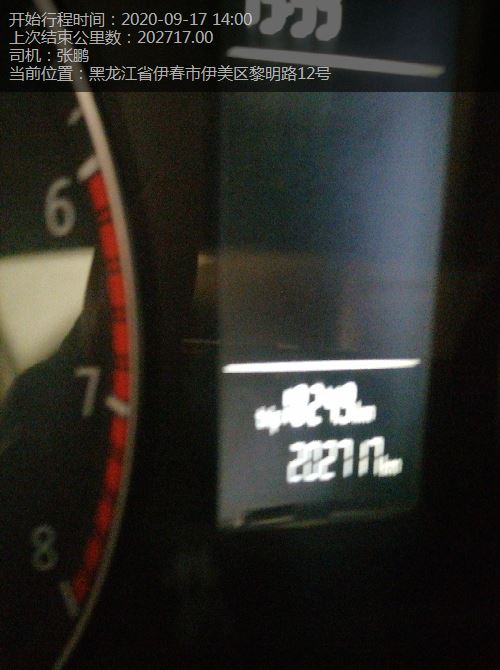 开始行程时间：2020-09-17 14:00
上次结束公里数：202717.00
司机：张鹏
当前位置：黑龙江省伊春市伊美区黎明路12号
6
7
8
202717km